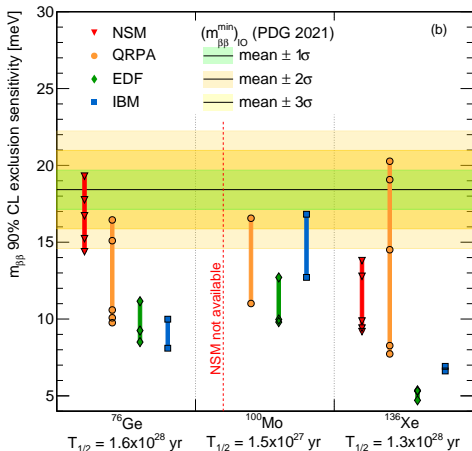 m_ββ 90% CL exclusion sensitivity [meV]
30
25
20
15
10
5
NSM
QRPA
EDF
IBM
(m_ββ^min)_IO (PDG 2021)
mean ± 1σ
mean ± 2σ
mean ± 3σ
(b)
NSM not available
⁷⁶Ge
T_1/2 = 1.6x10²⁸ yr
¹⁰⁰Mo
T_1/2 = 1.5x10²⁷ yr
¹³⁶Xe
T_1/2 = 1.3x10²⁸ yr